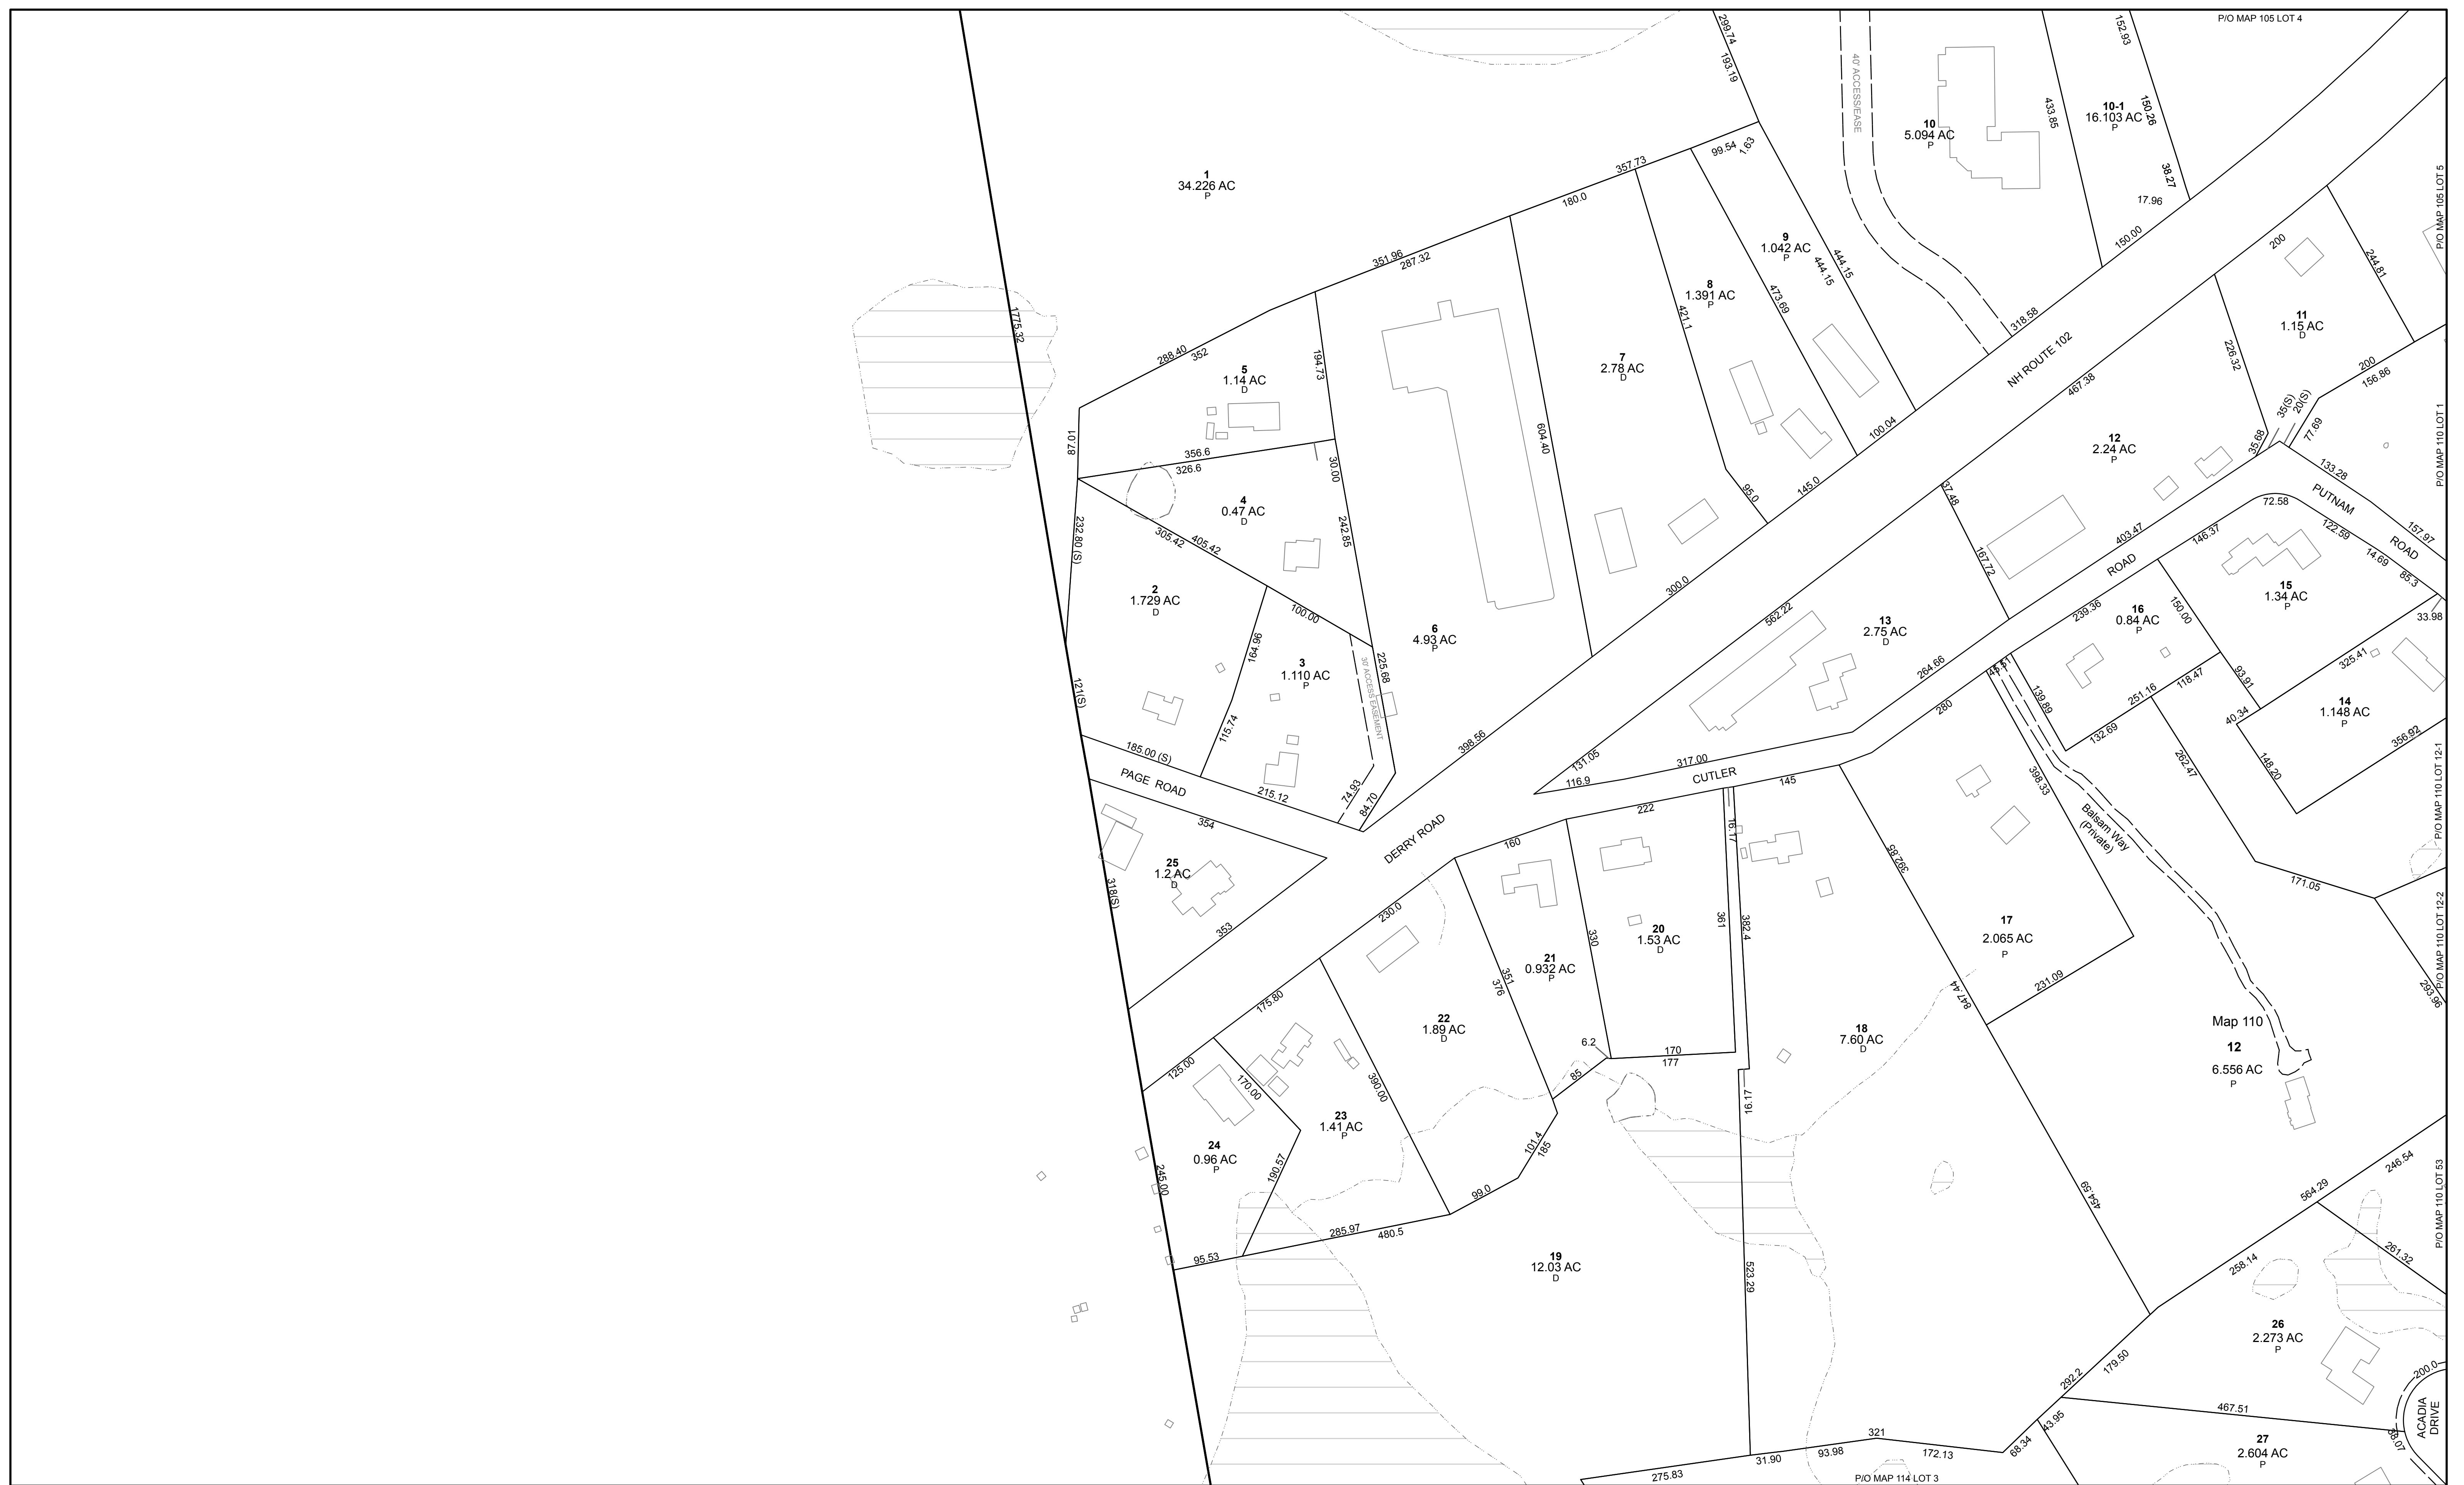 P/O MAP 105 LOT 4
299.74
193.19
40' ACCESS/EASE
10
5.094 AC
P
433.85
152.93
10-1
16.103 AC
P
150.26
38.27
17.96
150.00
P/O MAP 105 LOT 5
1
34.226 AC
P
1775.32
357.73
99.54
1.63
180.0
351.96
287.32
9
1.042 AC
P
444.15
444.15
473.69
8
1.391 AC
P
421.1
318.58
NH ROUTE 102
467.38
200
11
1.15 AC
D
244.81
226.32
200
156.86
35(S)
20(S)
77.69
35.68
288.40
352
5
1.14 AC
D
194.73
87.01
356.6
326.6
30.00
7
2.78 AC
D
604.40
95.0
145.0
100.04
12
2.24 AC
P
37.48
167.72
403.47
133.28
PUTNAM
ROAD
157.97
P/O MAP 110 LOT 1
4
0.47 AC
D
242.85
305.42
405.42
232.80 (S)
2
1.729 AC
D
100.00
164.96
115.74
3
1.110 AC
P
30' ACCESS EASEMENT
225.68
6
4.93 AC
P
300.0
398.56
562.22
13
2.75 AC
D
264.66
ROAD
146.37
72.58
122.59
14.69
85.3
239.36
16
0.84 AC
P
150.00
15
1.34 AC
P
33.98
325.41
93.91
118.47
251.16
132.69
139.89
45.51
40.34
14
1.148 AC
P
148.20
356.92
121(S)
185.00 (S)
PAGE ROAD
215.12
74.93
84.70
131.05
116.9
317.00
CUTLER
145
280
222
160
DERRY ROAD
398.33
262.47
Balsam Way
(Private)
171.05
P/O MAP 110 LOT 12-1
P/O MAP 110 LOT 12-2
293.96
354
25
1.2 AC
D
318(S)
353
230.0
175.80
125.00
16.17
361
382.4
392.85
330
20
1.53 AC
D
21
0.932 AC
P
351
376
17
2.065 AC
P
231.09
847.44
22
1.89 AC
D
390.00
6.2
85
170
177
18
7.60 AC
D
16.17
Map 110
12
6.556 AC
P
170.00
23
1.41 AC
P
24
0.96 AC
P
190.57
245.00
101.4
185
99.0
285.97
480.5
95.53
19
12.03 AC
D
523.29
454.59
246.54
564.29
258.14
261.32
P/O MAP 110 LOT 53
26
2.273 AC
P
179.50
292.2
467.51
200.0
ACADIA
DRIVE
38.07
43.95
68.34
172.13
321
93.98
31.90
275.83
P/O MAP 114 LOT 3
27
2.604 AC
P